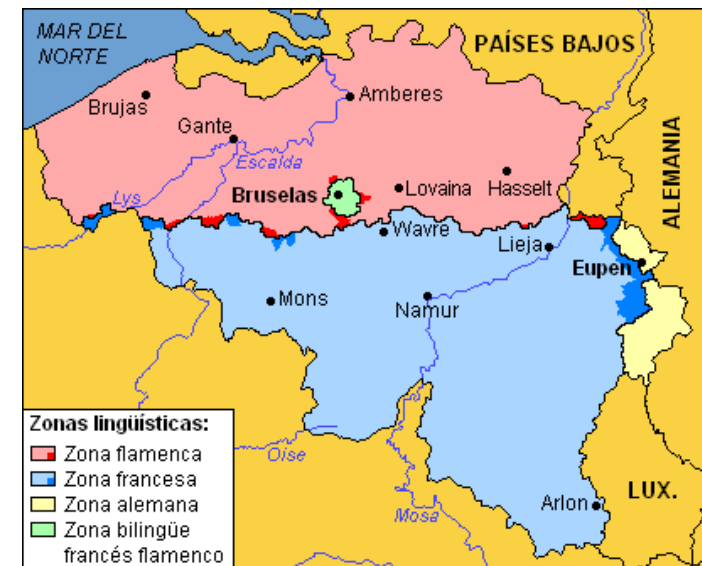 MAR DEL
NORTE
PAÍSES BAJOS
Brujas
Amberes
Gante
Escalda
ALEMANIA
Lys
Bruselas
Lovaina
Hasselt
Wavre
Lieja
Eupen
Mons
Namur
Zonas lingüísticas:
Zona flamenca
Zona francesa
Zona alemana
Zona bilingüe
francés flamenco
Oise
Mosa
Arlon
LUX.